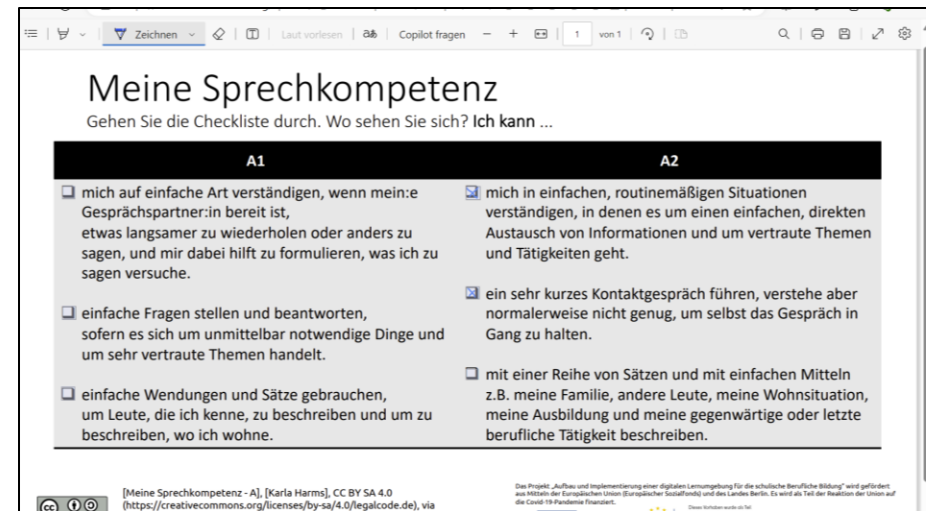 Zeichnen
Laut vorlesen
Copilot fragen
1
von 1
Meine Sprechkompetenz
Gehen Sie die Checkliste durch. Wo sehen Sie sich? Ich kann ...
A1
mich auf einfache Art verständigen, wenn mein:e
Gesprächspartner:in bereit ist,
etwas langsamer zu wiederholen oder anders zu
sagen, und mir dabei hilft zu formulieren, was ich zu
sagen versuche.
einfache Fragen stellen und beantworten,
sofern es sich um unmittelbar notwendige Dinge und
um sehr vertraute Themen handelt.
einfache Wendungen und Sätze gebrauchen,
um Leute, die ich kenne, zu beschreiben und um zu
beschreiben, wo ich wohne.
A2
mich in einfachen, routinemäßigen Situationen
verständigen, in denen es um einen einfachen, direkten
Austausch von Informationen und um vertraute Themen
und Tätigkeiten geht.
ein sehr kurzes Kontaktgespräch führen, verstehe aber
normalerweise nicht genug, um selbst das Gespräch in
Gang zu halten.
mit einer Reihe von Sätzen und mit einfachen Mitteln
z.B. meine Familie, andere Leute, meine Wohnsituation,
meine Ausbildung und meine gegenwärtige oder letzte
berufliche Tätigkeit beschreiben.
[Meine Sprechkompetenz - A], [Karla Harms], CC BY SA 4.0
(https://creativecommons.org/licenses/by-sa/4.0/legalcode.de), via
Das Projekt „Aufbau und Implementierung einer digitalen Lernumgebung für die schulische Berufliche Bildung" wird gefördert
aus Mitteln der Europäischen Union (Europäischer Sozialfonds) und des Landes Berlin. Es wird als Teil der Reaktion der Union auf
die Covid-19-Pandemie finanziert.
Dieses Vorhaben wurde als Teil